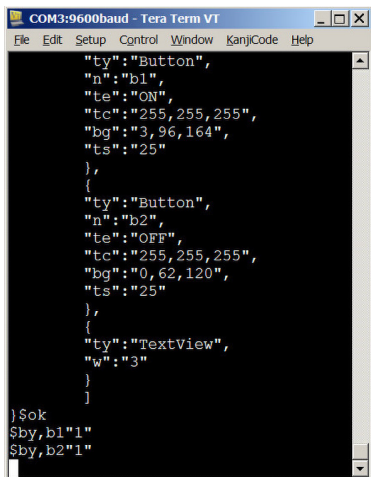 COM3:9600baud - Tera Term VT
File Edit Setup Control Window KanjiCode Help
"ty":"Button",
"n":"b1",
"te":"ON",
"tc":"255,255,255",
"bg":"3,96,164",
"ts":"25"
},
{
"ty":"Button",
"n":"b2",
"te":"OFF",
"tc":"255,255,255",
"bg":"0,62,120",
"ts":"25"
},
{
"ty":"TextView",
"w":"3"
}
]
}$ok
$by,b1"1"
$by,b2"1"